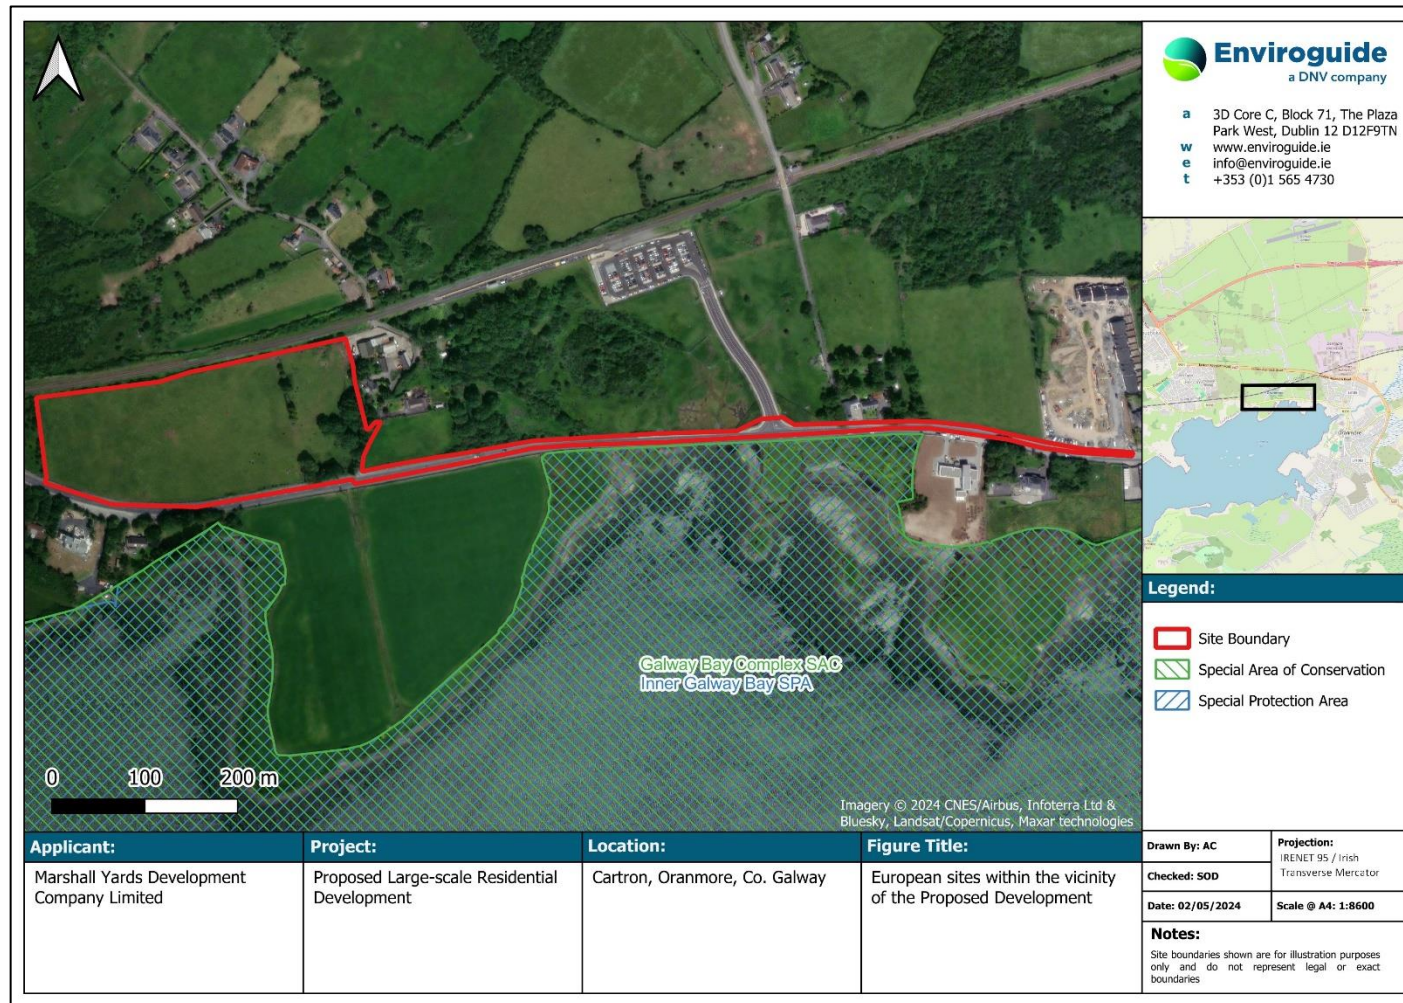 Enviroguide
a DNV company
a 3D Core C, Block 71, The Plaza
Park West, Dublin 12 D12F9TN
w www.enviroguide.ie
e info@enviroguide.ie
t +353 (0)1 565 4730
Galway Bay Complex SAC
Inner Galway Bay SPA
0 100 200 m
Imagery © 2024 CNES/Airbus, Infoterra Ltd &
Bluesky, Landsat/Copernicus, Maxar technologies
Legend:
Site Boundary
Special Area of Conservation
Special Protection Area
Applicant:
Marshall Yards Development
Company Limited
Project:
Proposed Large-scale Residential
Development
Location:
Cartron, Oranmore, Co. Galway
Figure Title:
European sites within the vicinity
of the Proposed Development
Drawn By: AC
Checked: SOD
Date: 02/05/2024
Projection:
IRENET 95 / Irish
Transverse Mercator
Scale @ A4: 1:8600
Notes:
Site boundaries shown are for illustration purposes
only and do not represent legal or exact
boundaries